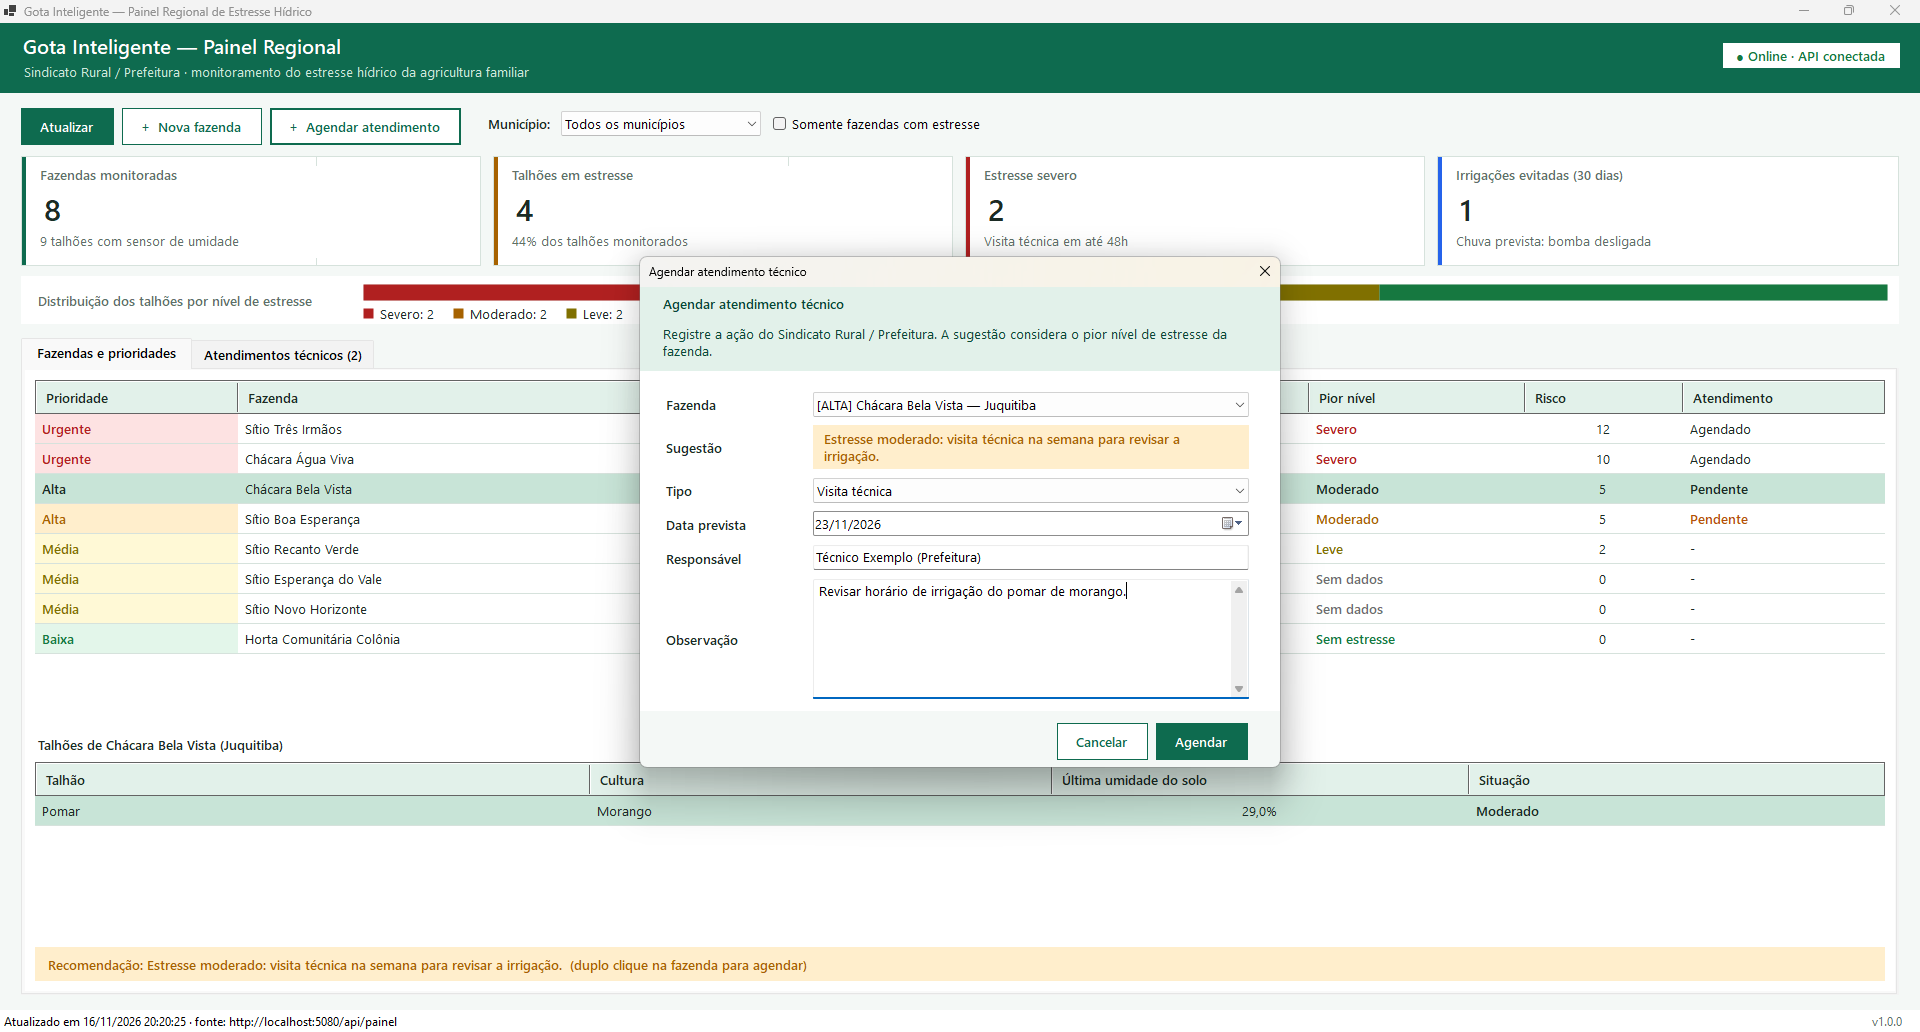 Gota Inteligente — Painel Regional de Estresse Hídrico
Gota Inteligente — Painel Regional
Sindicato Rural / Prefeitura · monitoramento do estresse hídrico da agricultura familiar
● Online · API conectada
Atualizar
+ Nova fazenda
+ Agendar atendimento
Município:
Todos os municípios
Somente fazendas com estresse
Fazendas monitoradas
8
9 talhões com sensor de umidade
Talhões em estresse
4
44% dos talhões monitorados
Estresse severo
2
Visita técnica em até 48h
Irrigações evitadas (30 dias)
1
Chuva prevista: bomba desligada
Distribuição dos talhões por nível de estresse
Severo: 2
Moderado: 2
Leve: 2
Fazendas e prioridades
Atendimentos técnicos (2)
Prioridade Fazenda Pior nível Risco Atendimento
Urgente Sítio Três Irmãos Severo 12 Agendado
Urgente Chácara Água Viva Severo 10 Agendado
Alta Chácara Bela Vista Moderado 5 Pendente
Alta Sítio Boa Esperança Moderado 5 Pendente
Média Sítio Recanto Verde Leve 2 -
Média Sítio Esperança do Vale Sem dados 0 -
Média Sítio Novo Horizonte Sem dados 0 -
Baixa Horta Comunitária Colônia Sem estresse 0 -
Agendar atendimento técnico
Agendar atendimento técnico
Registre a ação do Sindicato Rural / Prefeitura. A sugestão considera o pior nível de estresse da
fazenda.
Fazenda
[ALTA] Chácara Bela Vista — Juquitiba
Sugestão
Estresse moderado: visita técnica na semana para revisar a
irrigação.
Tipo
Visita técnica
Data prevista
23/11/2026
Responsável
Técnico Exemplo (Prefeitura)
Observação
Revisar horário de irrigação do pomar de morango.
Cancelar
Agendar
Talhões de Chácara Bela Vista (Juquitiba)
Talhão Cultura Última umidade do solo Situação
Pomar Morango 29,0% Moderado
Recomendação: Estresse moderado: visita técnica na semana para revisar a irrigação. (duplo clique na fazenda para agendar)
Atualizado em 16/11/2026 20:20:25 · fonte: http://localhost:5080/api/painel
v1.0.0